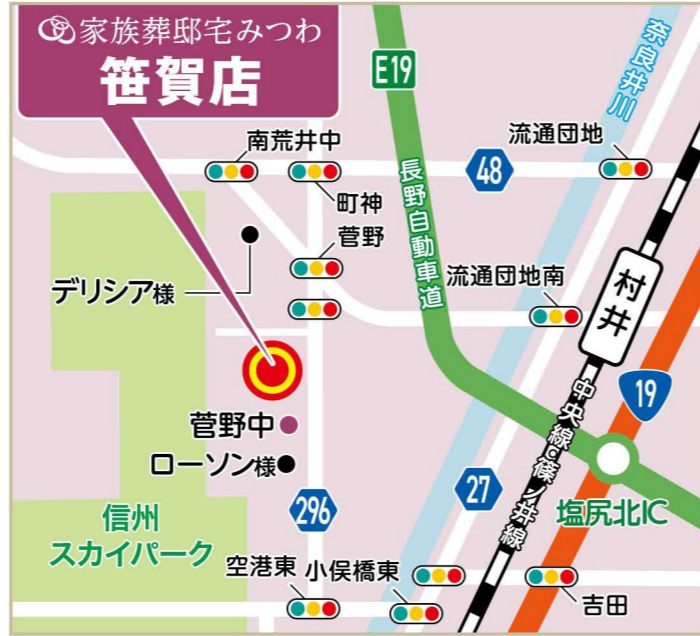 家族葬邸宅みつわ
笹賀店
E19
奈良井川
南荒井中
流通団地
48
町神
長野自動車道
菅野
デリシア様
流通団地南
村井
19
菅野中
ローソン様
中央線・篠ノ井線
27
296
塩尻北IC
信州
スカイパーク
空港東
小俣橋東
吉田